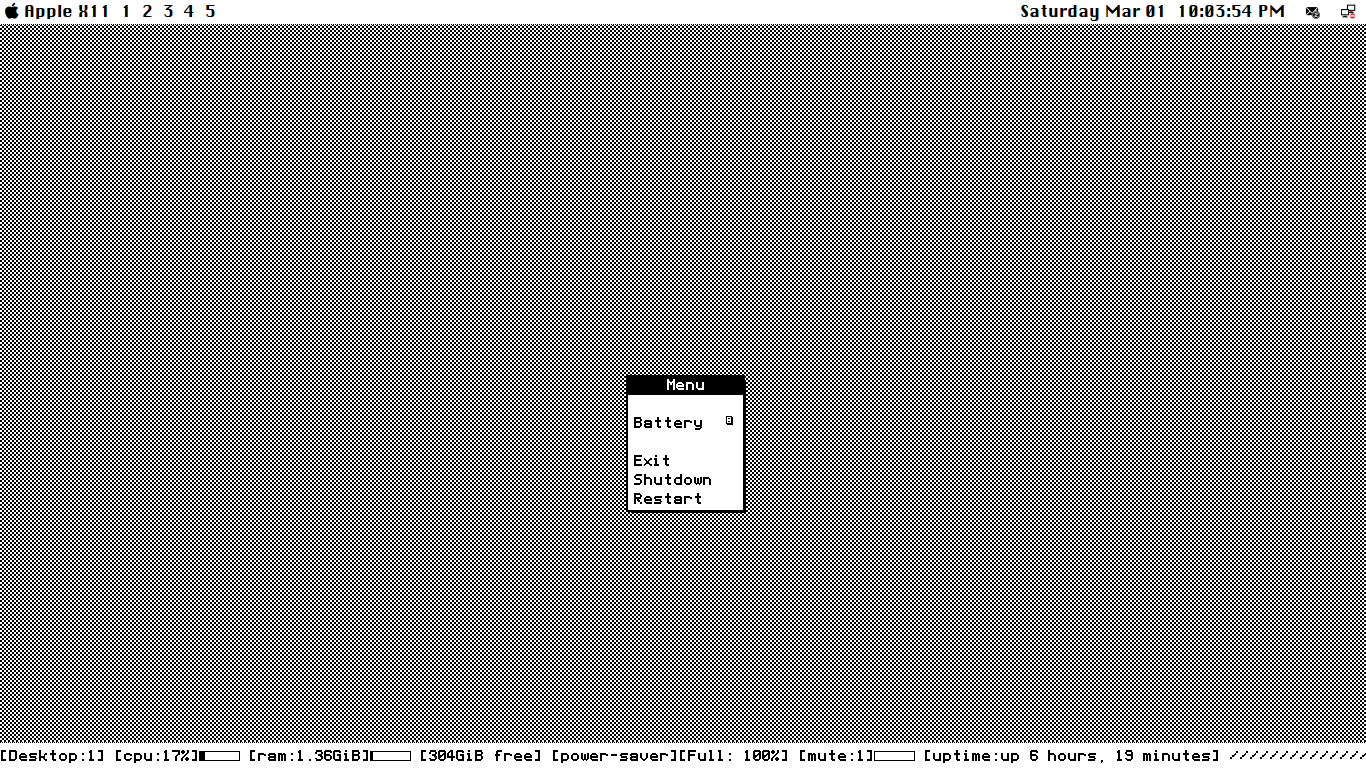 Apple X11 1 2 3 4 5
Saturday Mar 01 10:03:54 PM
Menu
Battery
Exit
Shutdown
Restart
[Desktop:1] [cpu:17%] [ram:1.36GiB] [304GiB free] [power-saver][Full: 100%] [mute:1] [uptime:up 6 hours, 19 minutes] ///////////////